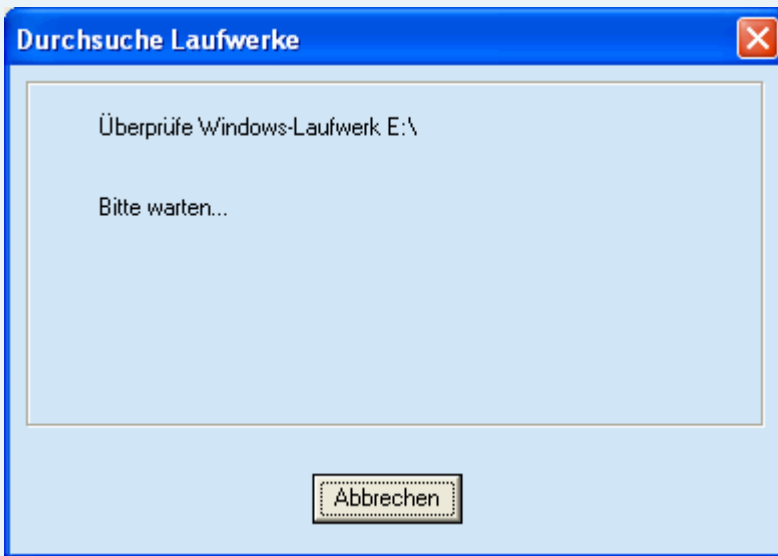 Durchsuche Laufwerke
Überprüfe Windows-Laufwerk E:\
Bitte warten...
Abbrechen